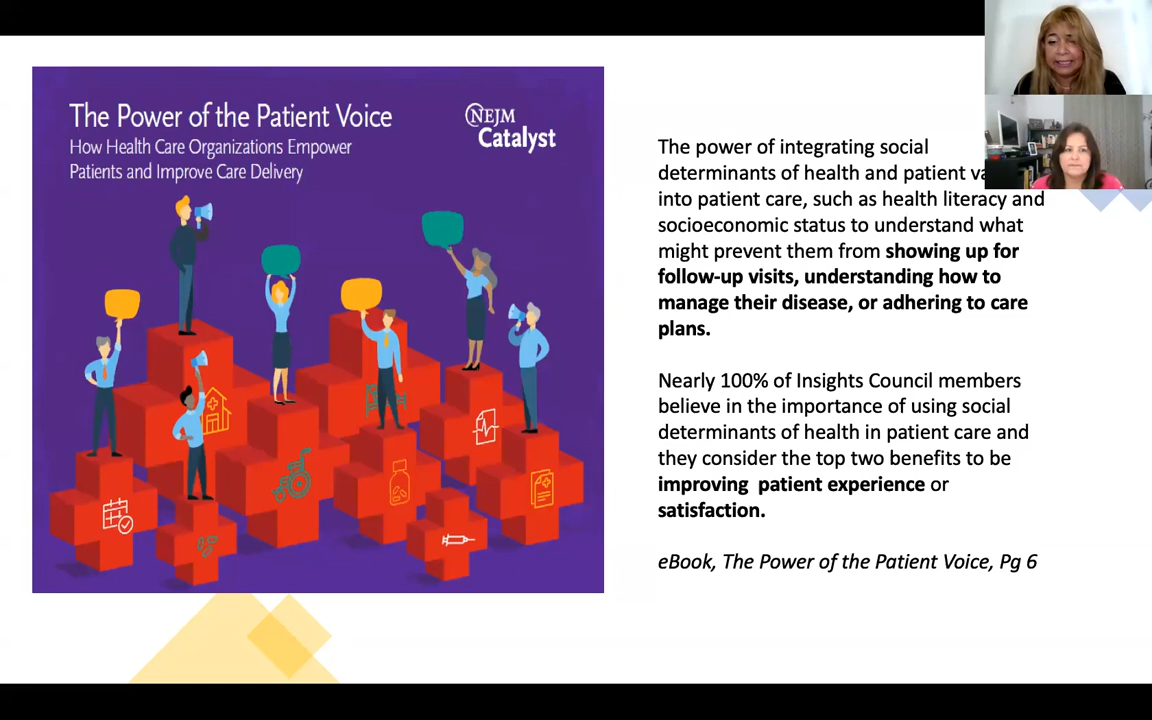 The Power of the Patient Voice
How Health Care Organizations Empower
Patients and Improve Care Delivery
NEJM
Catalyst
The power of integrating social
determinants of health and patient
into patient care, such as health literacy and
socioeconomic status to understand what
might prevent them from showing up for
follow-up visits, understanding how to
manage their disease, or adhering to care
plans.
Nearly 100% of Insights Council members
believe in the importance of using social
determinants of health in patient care and
they consider the top two benefits to be
improving  patient experience or
satisfaction.
eBook, The Power of the Patient Voice, Pg 6